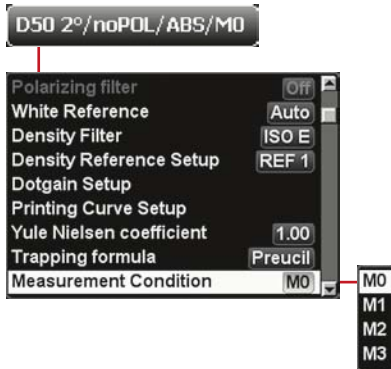 D50 2°/noPOL/ABS/M0
Polarizing filter Off
White Reference Auto
Density Filter ISO E
Density Reference Setup REF 1
Dotgain Setup
Printing Curve Setup
Yule Nielsen coefficient 1.00
Trapping formula Preucil
Measurement Condition M0
M0
M1
M2
M3